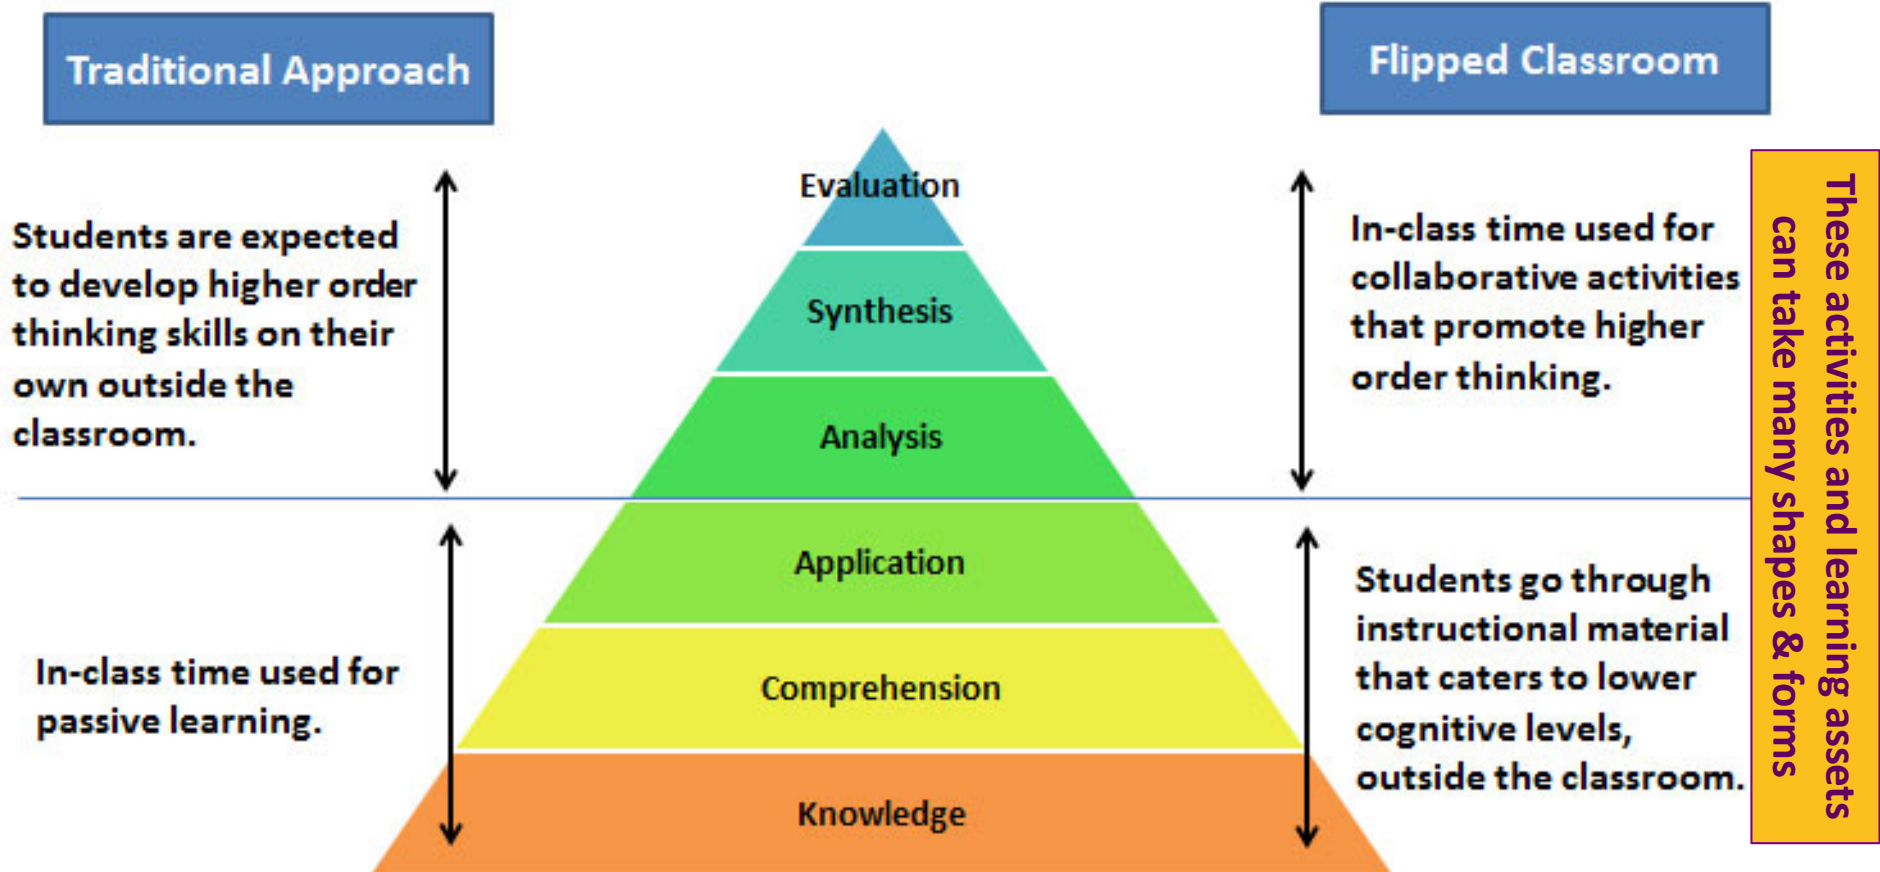 Traditional Approach
Flipped Classroom
Students are expected
to develop higher order
thinking skills on their
own outside the
classroom.
In-class time used for
passive learning.
Evaluation
Synthesis
Analysis
Application
Comprehension
Knowledge
In-class time used for
collaborative activities
that promote higher
order thinking.
Students go through
instructional material
that caters to lower
cognitive levels,
outside the classroom.
These activities and learning assets
can take many shapes & forms